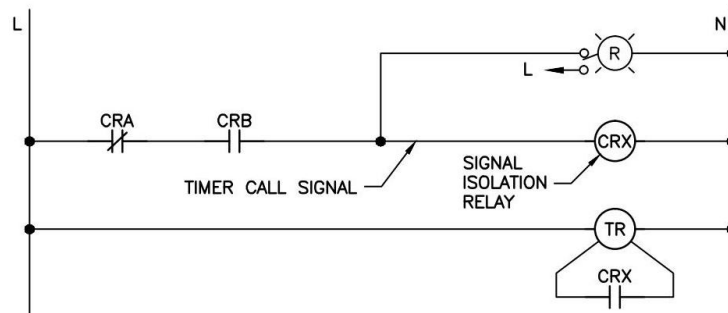 L
N
R
L
CRA
CRB
CRX
TIMER CALL SIGNAL
SIGNAL
ISOLATION
RELAY
TR
CRX